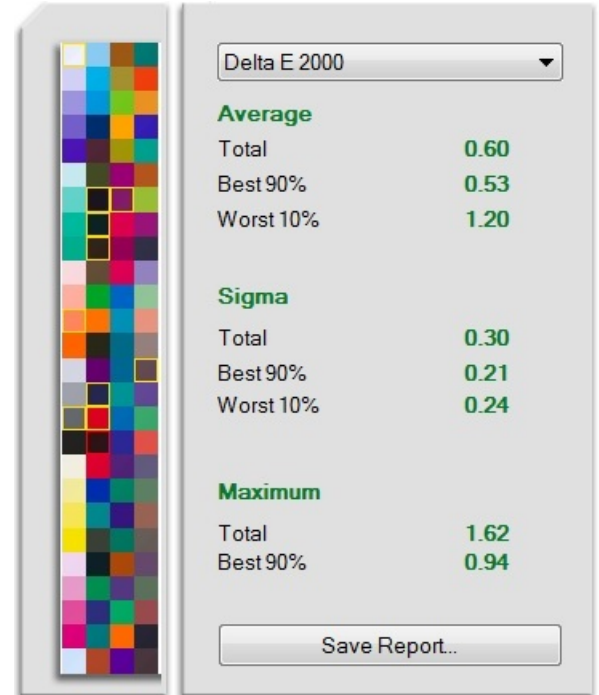 Delta E 2000
Average
Total 0.60
Best 90% 0.53
Worst 10% 1.20
Sigma
Total 0.30
Best 90% 0.21
Worst 10% 0.24
Maximum
Total 1.62
Best 90% 0.94
Save Report...